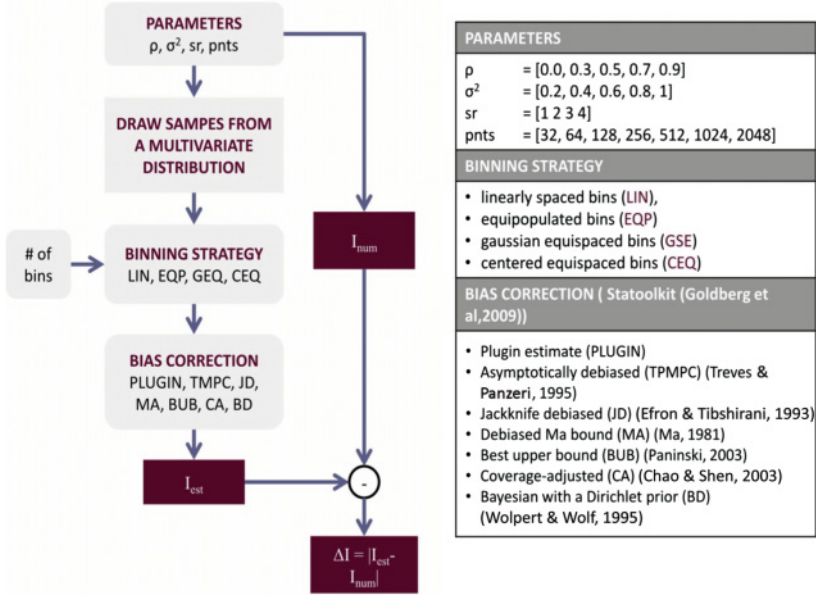 PARAMETERS
ρ, σ², sr, pnts
DRAW SAMPES FROM
A MULTIVARIATE
DISTRIBUTION
# of
bins
BINNING STRATEGY
LIN, EQP, GEQ, CEQ
BIAS CORRECTION
PLUGIN, TMPC, JD,
MA, BUB, CA, BD
I_est
I_num
-
ΔI = |I_est-
I_num|
PARAMETERS
ρ = [0.0, 0.3, 0.5, 0.7, 0.9]
σ² = [0.2, 0.4, 0.6, 0.8, 1]
sr = [1 2 3 4]
pnts = [32, 64, 128, 256, 512, 1024, 2048]
BINNING STRATEGY
• linearly spaced bins (LIN),
• equipopulated bins (EQP)
• gaussian equispaced bins (GSE)
• centered equispaced bins (CEQ)
BIAS CORRECTION ( Statoolkit (Goldberg et
al,2009))
• Plugin estimate (PLUGIN)
• Asymptotically debiased (TPMPC) (Treves &
Panzeri, 1995)
• Jackknife debiased (JD) (Efron & Tibshirani, 1993)
• Debiased Ma bound (MA) (Ma, 1981)
• Best upper bound (BUB) (Paninski, 2003)
• Coverage-adjusted (CA) (Chao & Shen, 2003)
• Bayesian with a Dirichlet prior (BD)
(Wolpert & Wolf, 1995)